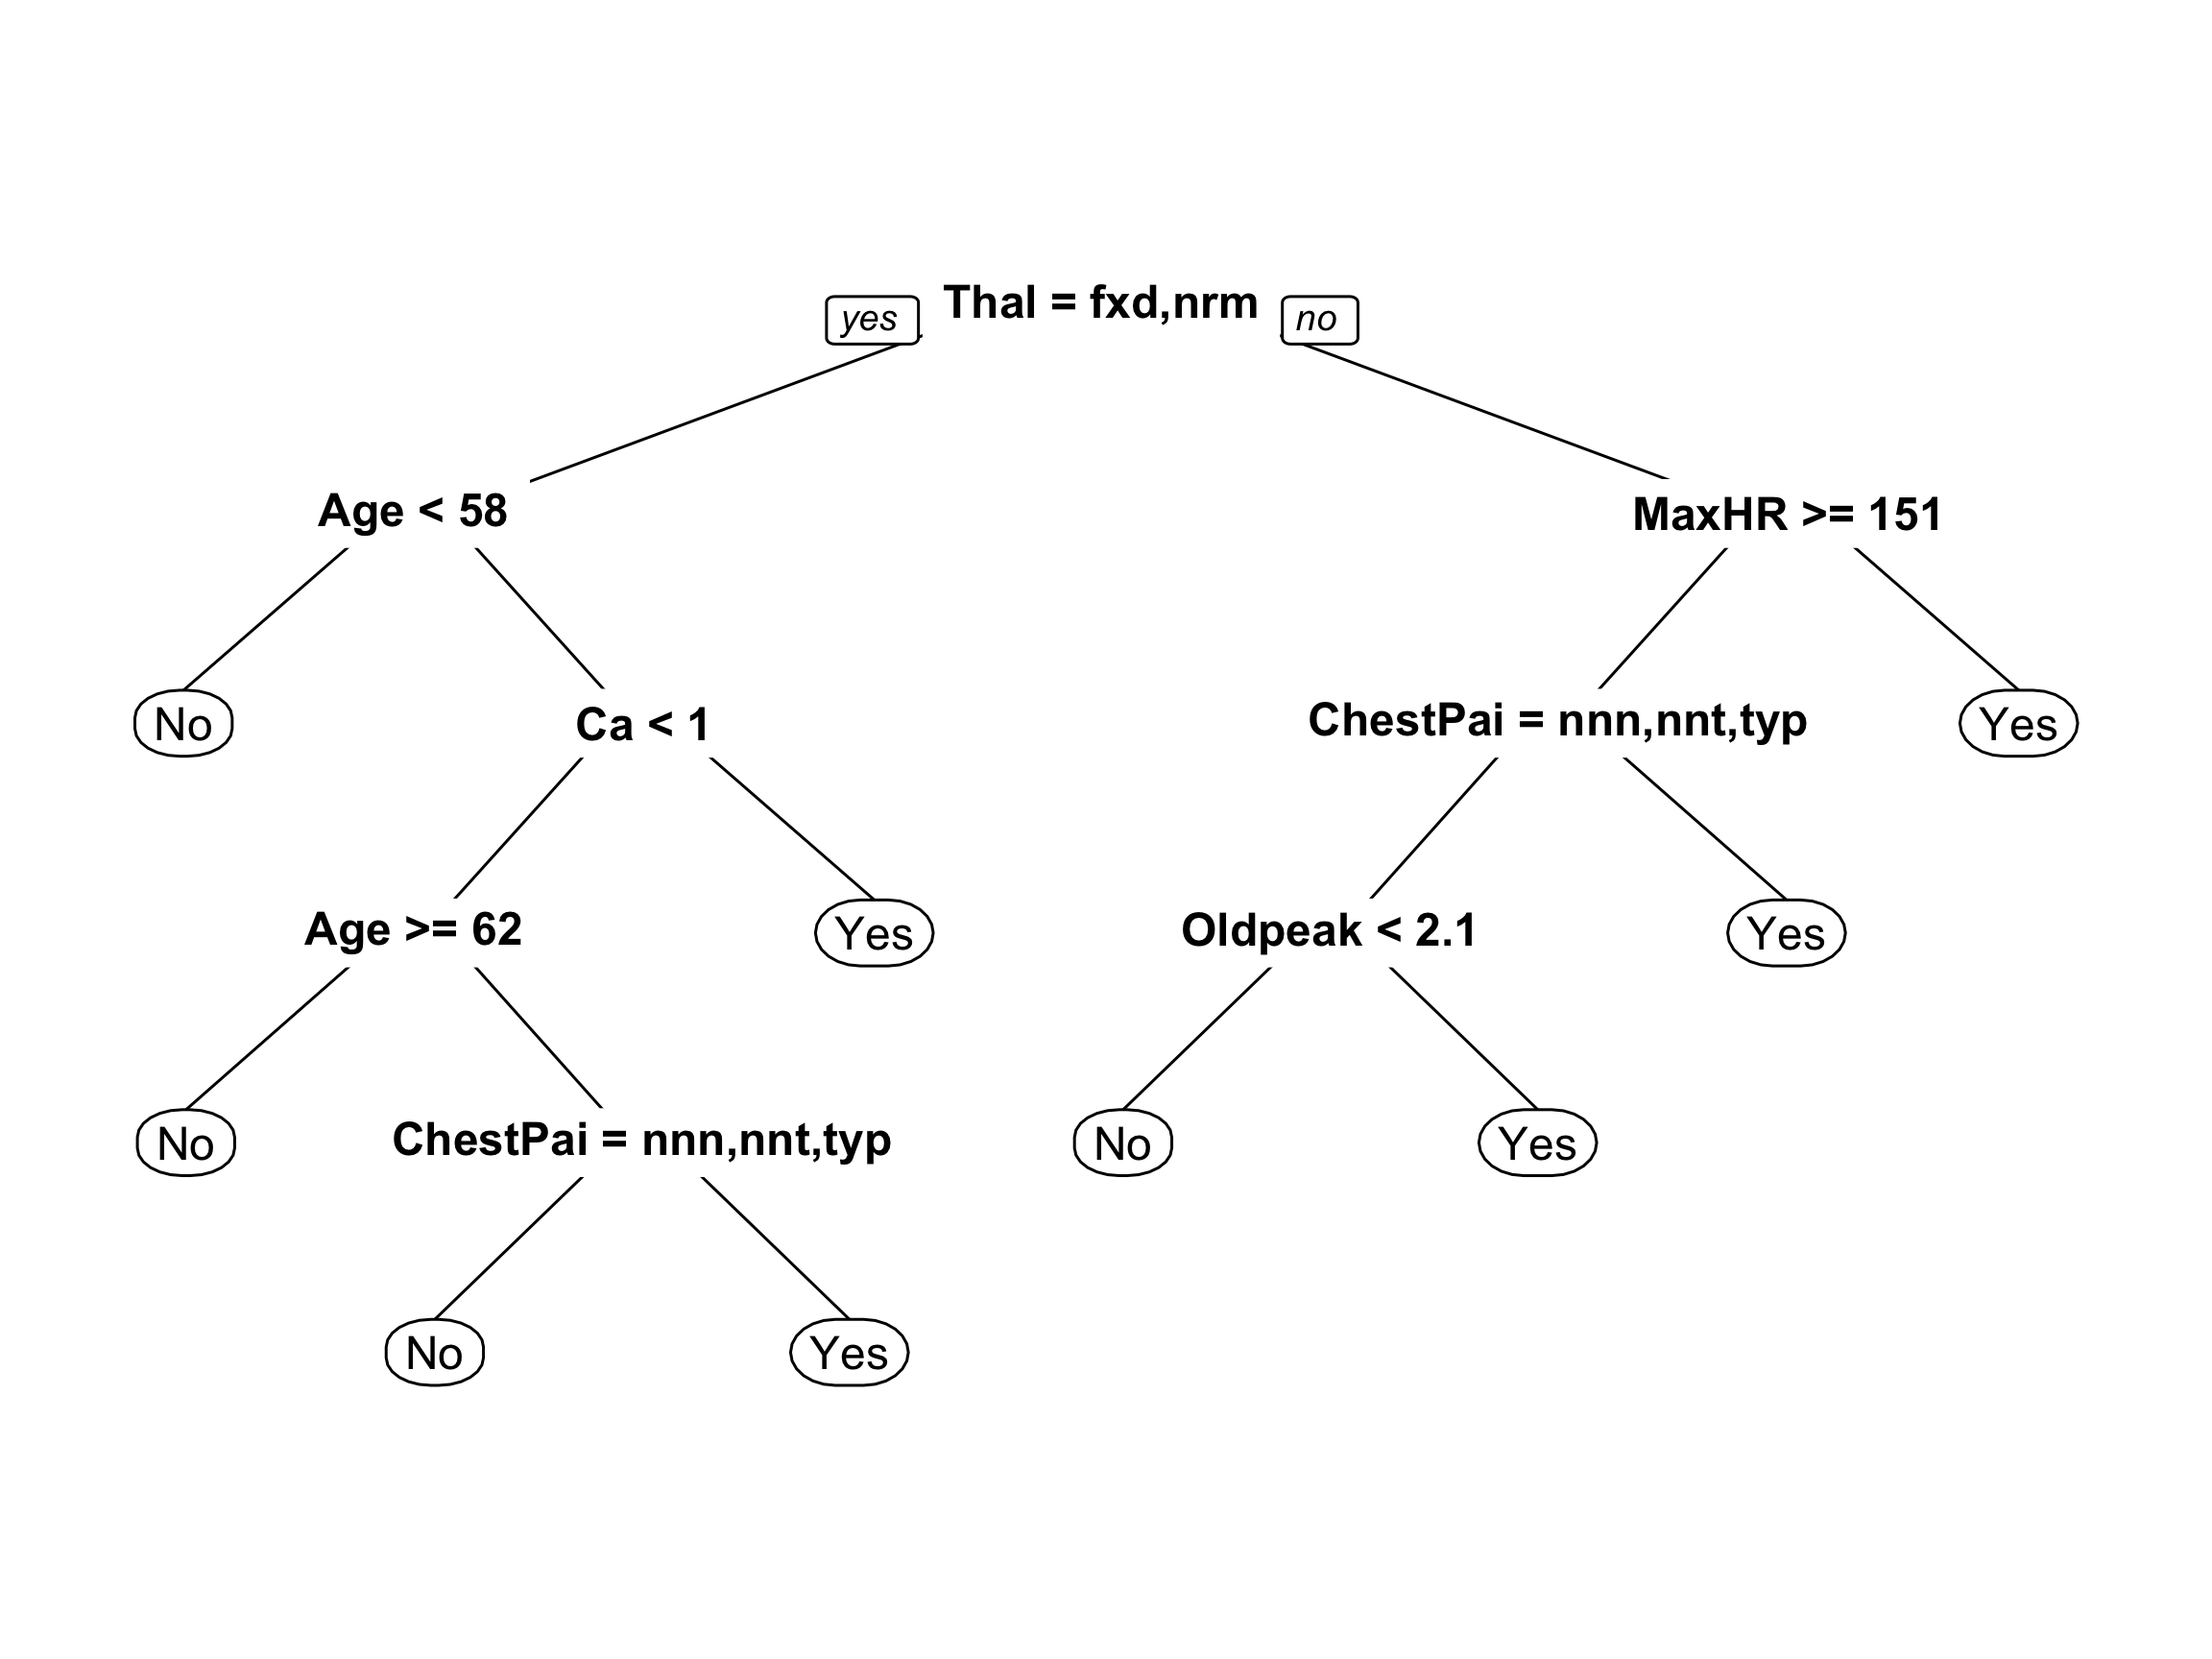 yes Thal = fxd,nrm no
Age < 58 MaxHR >= 151
No Ca < 1 ChestPai = nnn,nnt,typ Yes
Age >= 62 Yes Oldpeak < 2.1 Yes
No ChestPai = nnn,nnt,typ No Yes
No Yes